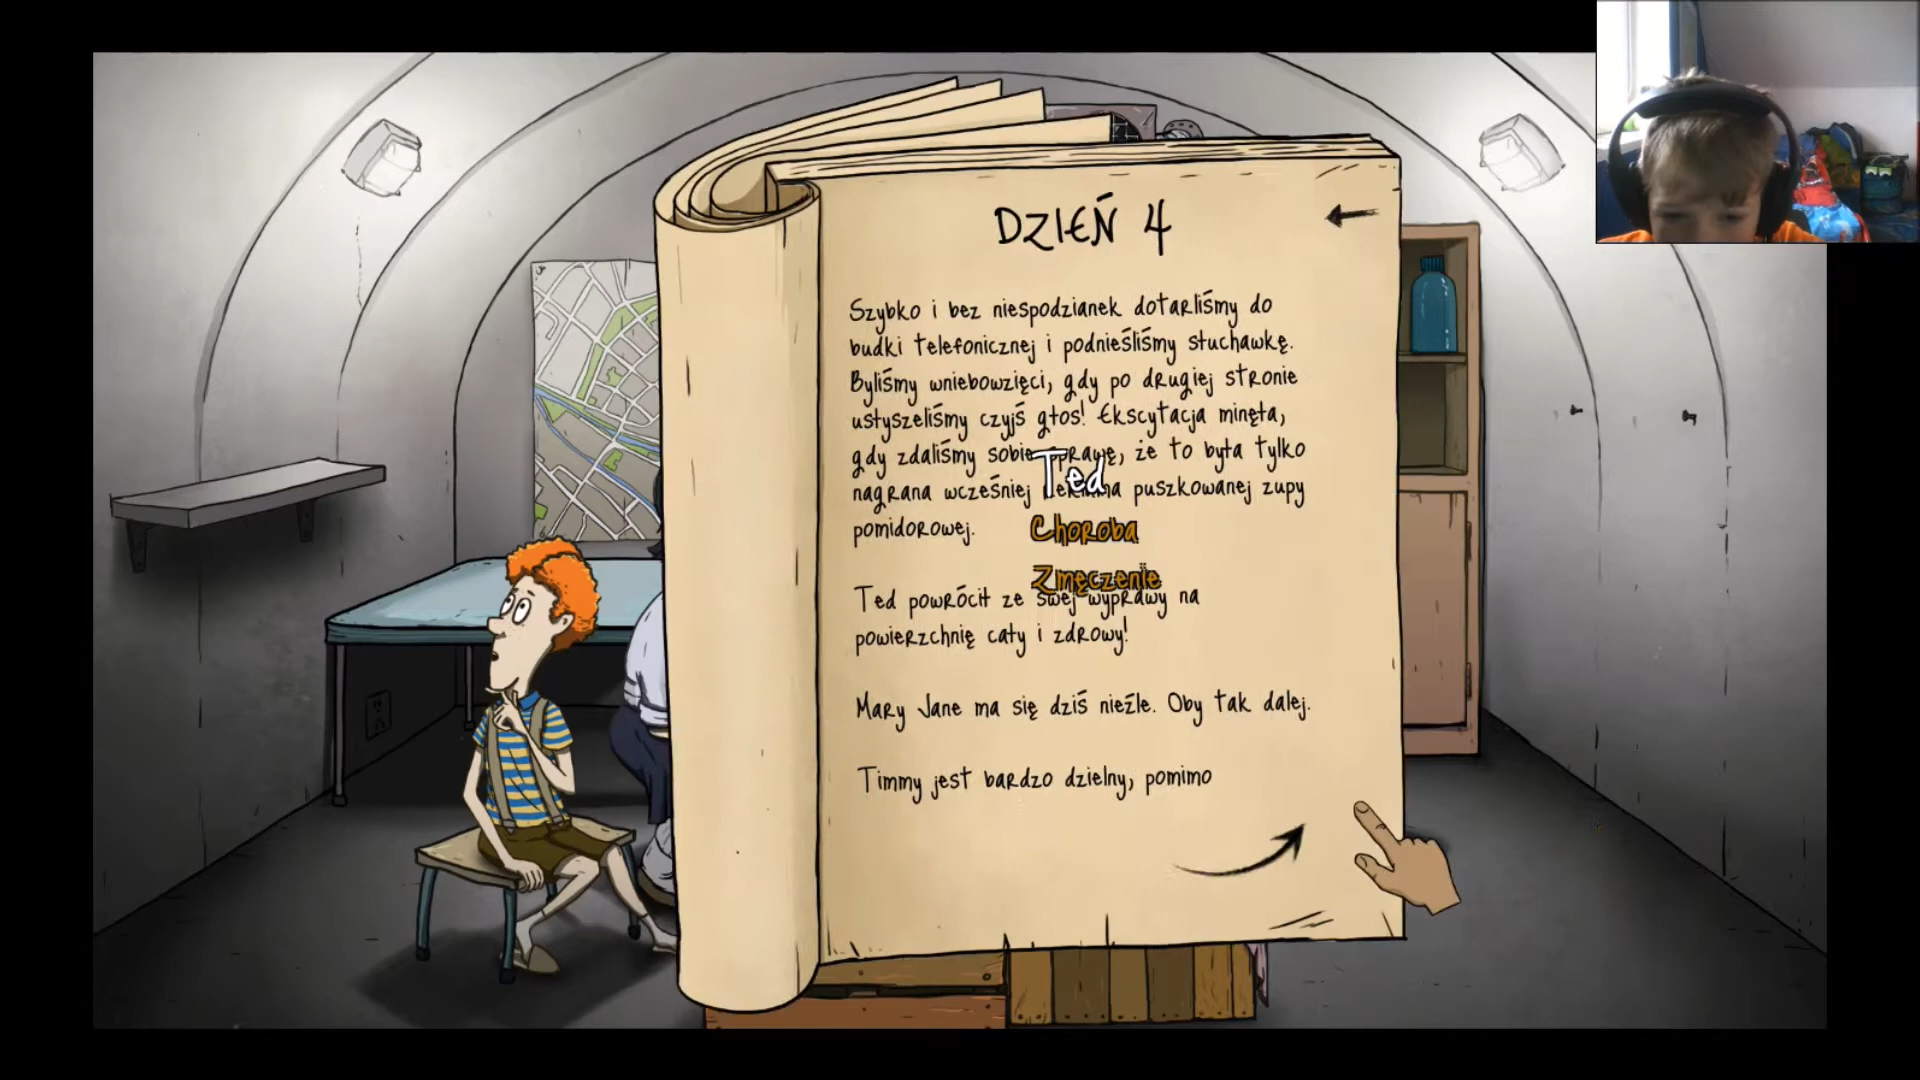 DZIEŃ 4
Szybko i bez niespodzianek dotarliśmy do
budki telefonicznej i podnieśliśmy słuchawkę.
Byliśmy wniebowzięci, gdy po drugiej stronie
usłyszeliśmy czyjś głos! Ekscytacja minęła,
gdy zdaliśmy sobie sprawę, że to była tylko
nagrana wcześniej reklama puszkowanej zupy
pomidorowej.
Ted
Choroba
Zmęczenie
Ted powrócił ze swej wyprawy na
powierzchnię cały i zdrowy!
Mary Jane ma się dziś nieźle. Oby tak dalej.
Timmy jest bardzo dzielny, pomimo